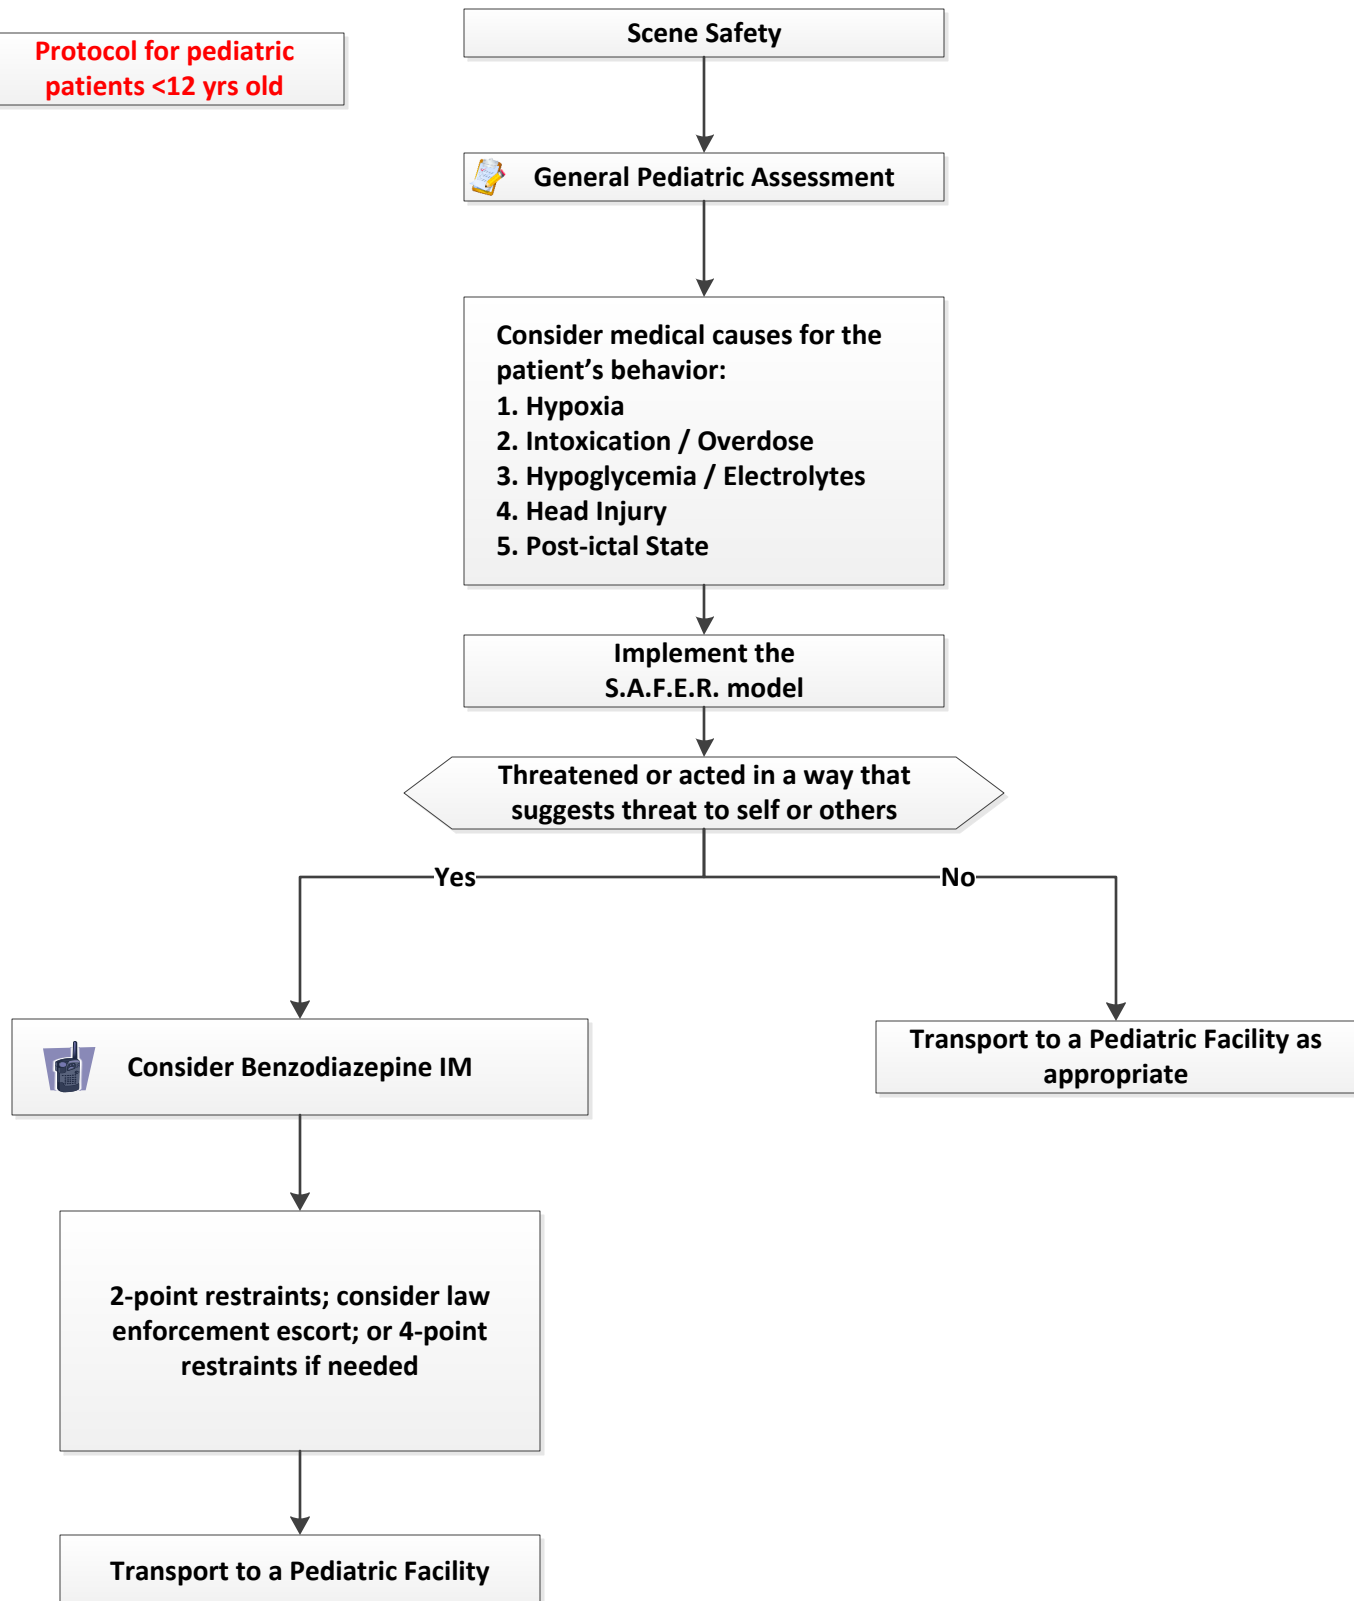 Protocol for pediatric
patients <12 yrs old
Scene Safety
General Pediatric Assessment
Consider medical causes for the
patient’s behavior:
1. Hypoxia
2. Intoxication / Overdose
3. Hypoglycemia / Electrolytes
4. Head Injury
5. Post-ictal State
Implement the
S.A.F.E.R. model
Threatened or acted in a way that
suggests threat to self or others
Yes
No
Consider Benzodiazepine IM
Transport to a Pediatric Facility as
appropriate
2-point restraints; consider law
enforcement escort; or 4-point
restraints if needed
Transport to a Pediatric Facility